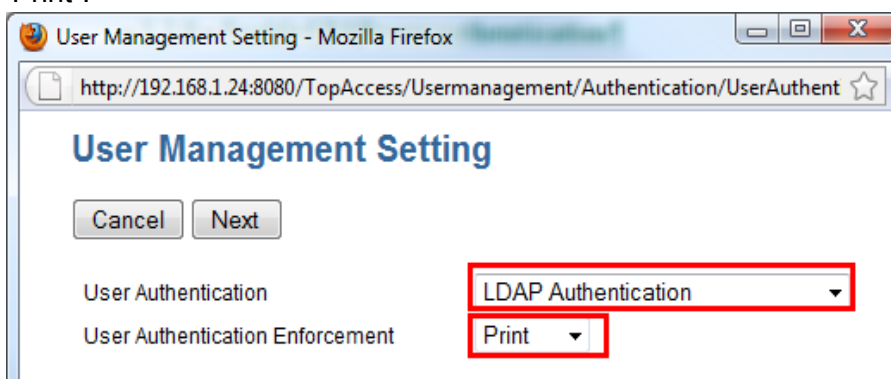 User Management Setting - Mozilla Firefox
http://192.168.1.24:8080/TopAccess/Usermanagement/Authentication/UserAuthent
User Management Setting
Cancel Next
User Authentication LDAP Authentication
User Authentication Enforcement Print